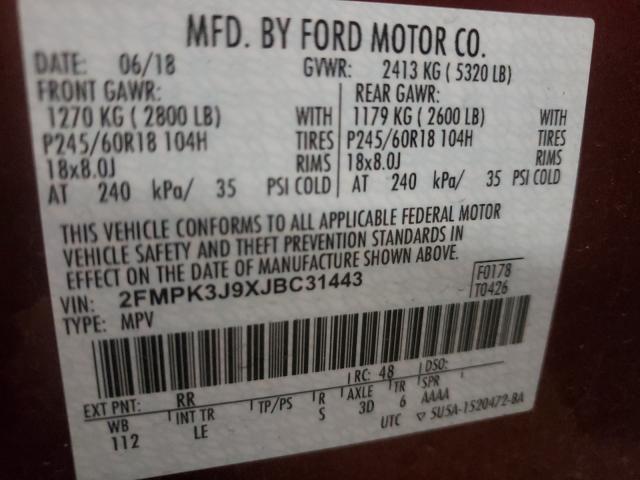 MFD. BY FORD MOTOR CO.
DATE: 06/18 GVWR: 2413 KG ( 5320 LB)
FRONT GAWR: REAR GAWR:
1270 KG ( 2800 LB) WITH 1179 KG ( 2600 LB) WITH
P245/60R18 104H TIRES P245/60R18 104H TIRES
18x8.0J RIMS 18x8.0J RIMS
AT 240 kPa/ 35 PSI COLD AT 240 kPa/ 35 PSI COLD
THIS VEHICLE CONFORMS TO ALL APPLICABLE FEDERAL MOTOR
VEHICLE SAFETY AND THEFT PREVENTION STANDARDS IN
EFFECT ON THE DATE OF MANUFACTURE SHOWN ABOVE.
VIN: 2FMPK3J9XJBC31443 F0178
TYPE: MPV T0426
EXT PNT: RR RC: 48 DSO:
WB INT TR TP/PS R AXLE TR SPR
112 LE S 3D 6 AAAA
UTC ▽ 5U5A-1520472-BA